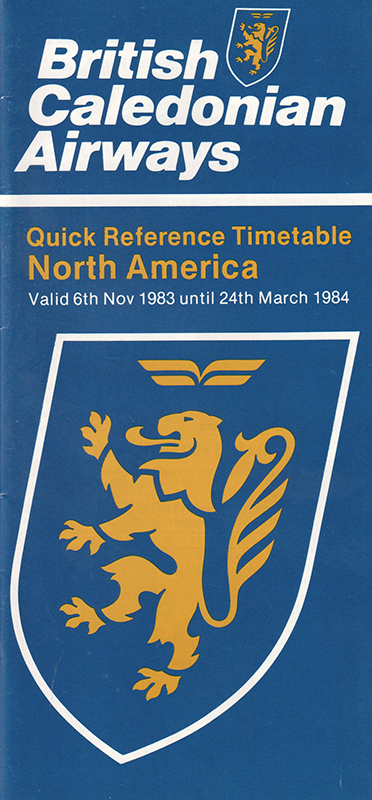 British
Caledonian
Airways
Quick Reference Timetable
North America
Valid 6th Nov 1983 until 24th March 1984